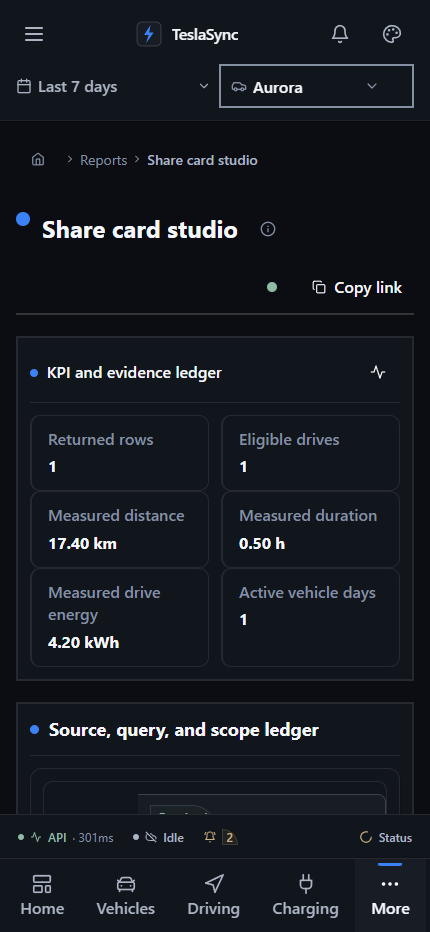 TeslaSync
Last 7 days
Aurora
Reports
Share card studio
Share card studio
Copy link
KPI and evidence ledger
Returned rows
1
Eligible drives
1
Measured distance
17.40 km
Measured duration
0.50 h
Measured drive
energy
4.20 kWh
Active vehicle days
1
Source, query, and scope ledger
API · 301ms
Idle
2
Status
Home
Vehicles
Driving
Charging
More